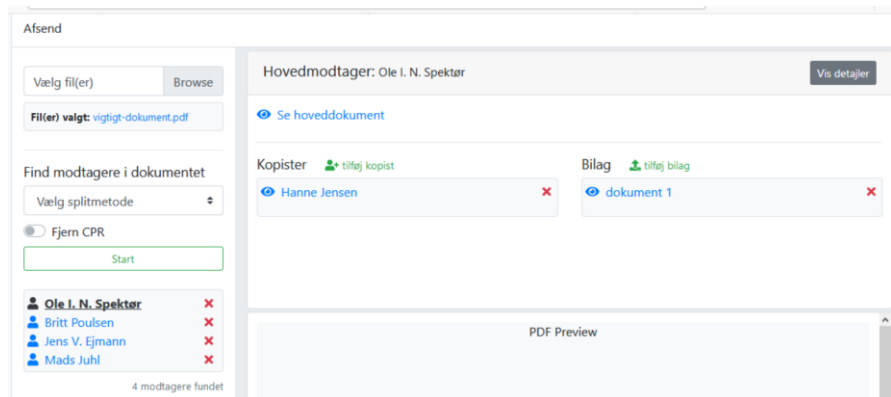 Afsend
Vælg fil(er) Browse
Fil(er) valgt: vigtigt-dokument.pdf
Find modtagere i dokumentet
Vælg splitmetode
Fjern CPR
Start
Ole I. N. Spektør
Britt Poulsen
Jens V. Ejmann
Mads Juhl
4 modtagere fundet
Hovedmodtager: Ole I. N. Spektør
Vis detaljer
Se hoveddokument
Kopister tilføj kopist
Hanne Jensen
Bilag tilføj bilag
dokument 1
PDF Preview